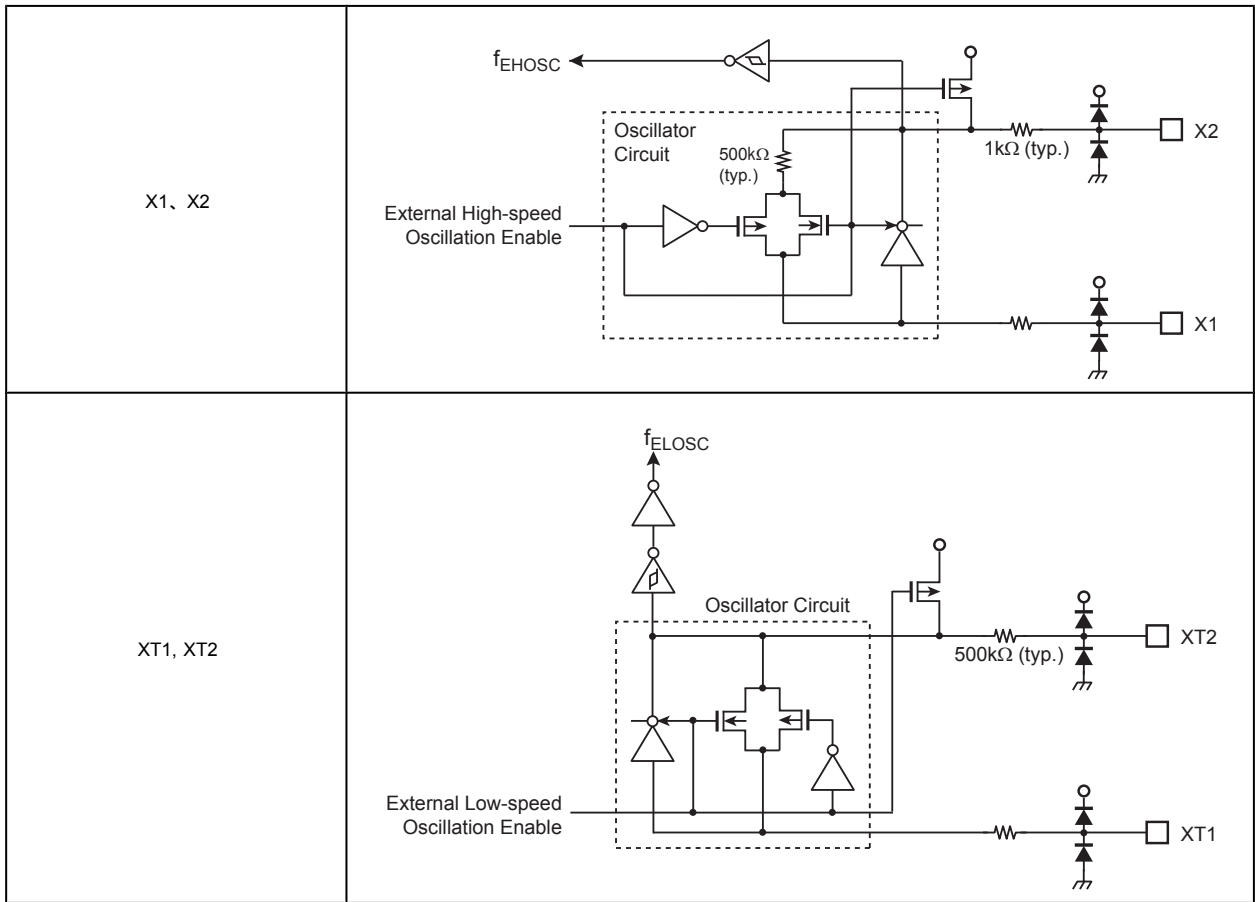 X1、X2
fEHOSC
Oscillator
Circuit
500kΩ
(typ.)
1kΩ (typ.)
X2
External High-speed
Oscillation Enable
X1
XT1, XT2
fELOSC
Oscillator Circuit
500kΩ (typ.)
XT2
External Low-speed
Oscillation Enable
XT1